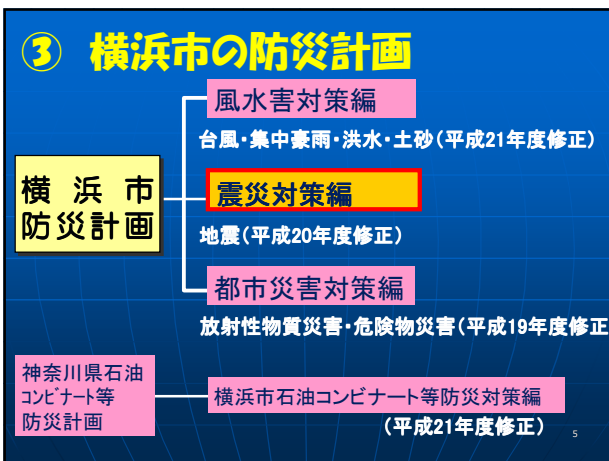 ③ 横浜市の防災計画
風水害対策編
台風・集中豪雨・洪水・土砂(平成21年度修正)
横浜市
防災計画
震災対策編
地震(平成20年度修正)
都市災害対策編
放射性物質災害・危険物災害(平成19年度修正
神奈川県石油
コンビナート等
防災計画
横浜市石油コンビナート等防災対策編
(平成21年度修正)
5